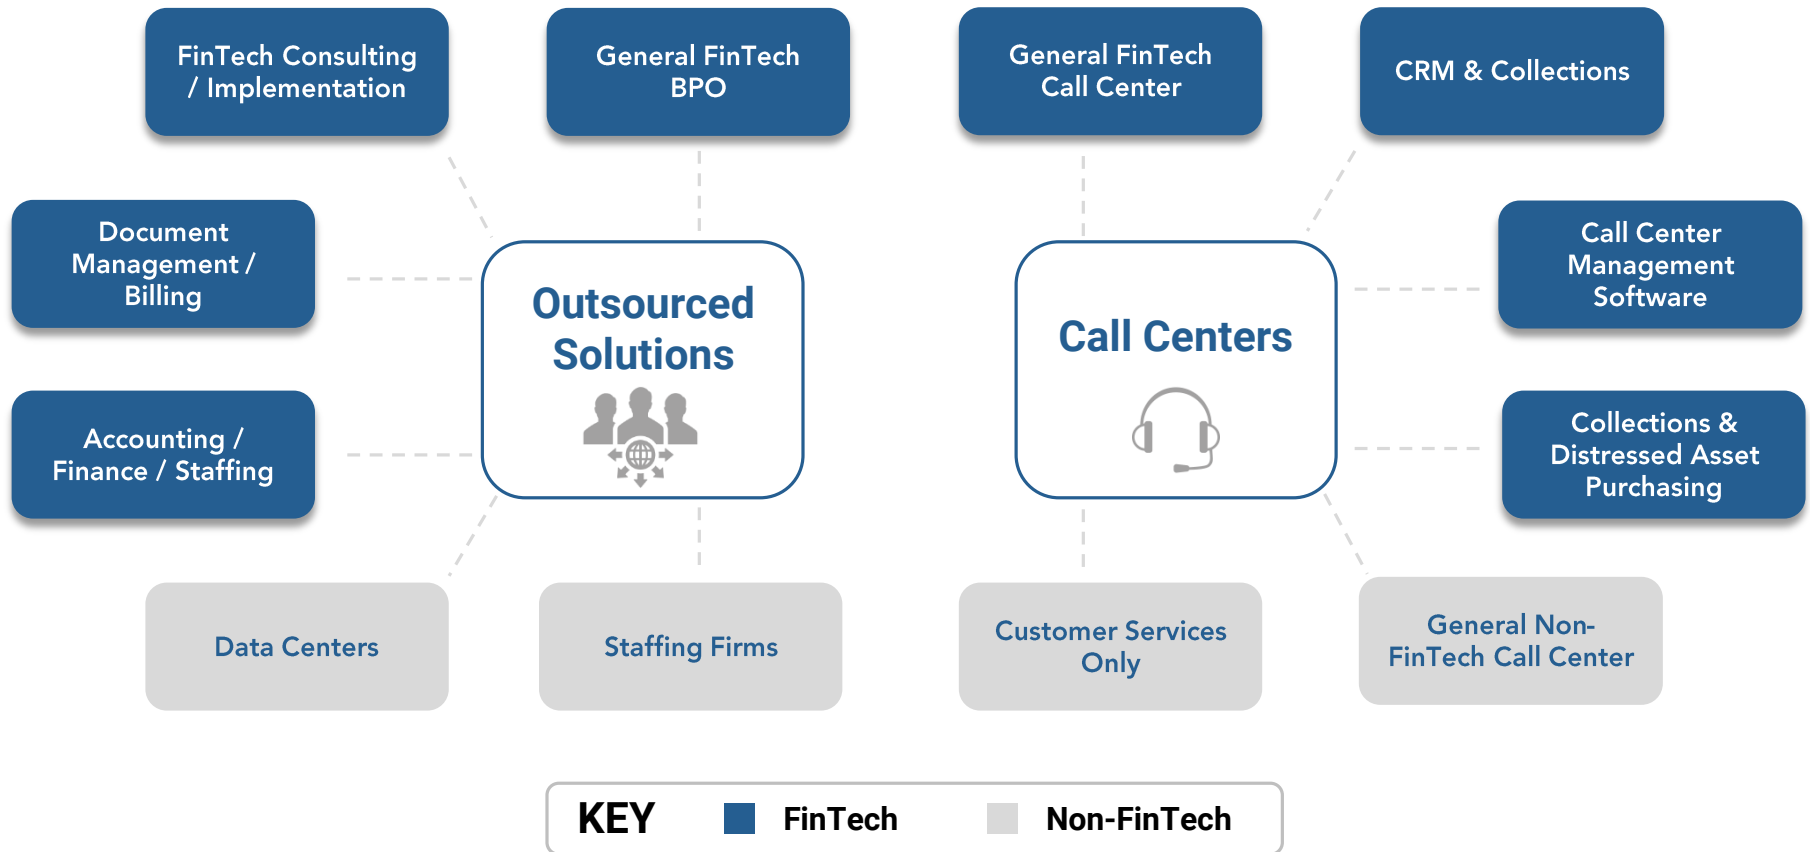 FinTech Consulting
/ Implementation
General FinTech
BPO
General FinTech
Call Center
CRM & Collections
Document
Management /
Billing
Outsourced
Solutions
Call Centers
Call Center
Management
Software
Accounting /
Finance / Staffing
Collections &
Distressed Asset
Purchasing
Data Centers
Staffing Firms
Customer Services
Only
General Non-
FinTech Call Center
KEY
FinTech
Non-FinTech